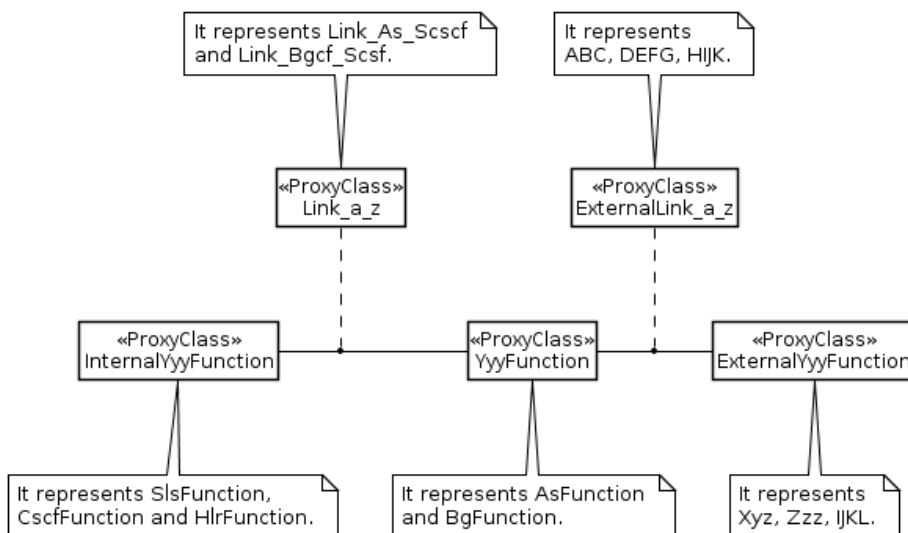 It represents Link_As_Scscf
and Link_Bgcf_Scsf.
It represents
ABC, DEFG, HIJK.
«ProxyClass»
Link_a_z
«ProxyClass»
ExternalLink_a_z
«ProxyClass»
InternalYyyFunction
«ProxyClass»
YyyFunction
«ProxyClass»
ExternalYyyFunction
It represents SlsFunction,
CscfFunction and HlrFunction.
It represents AsFunction
and BgFunction.
It represents
Xyz, Zzz, IJKL.